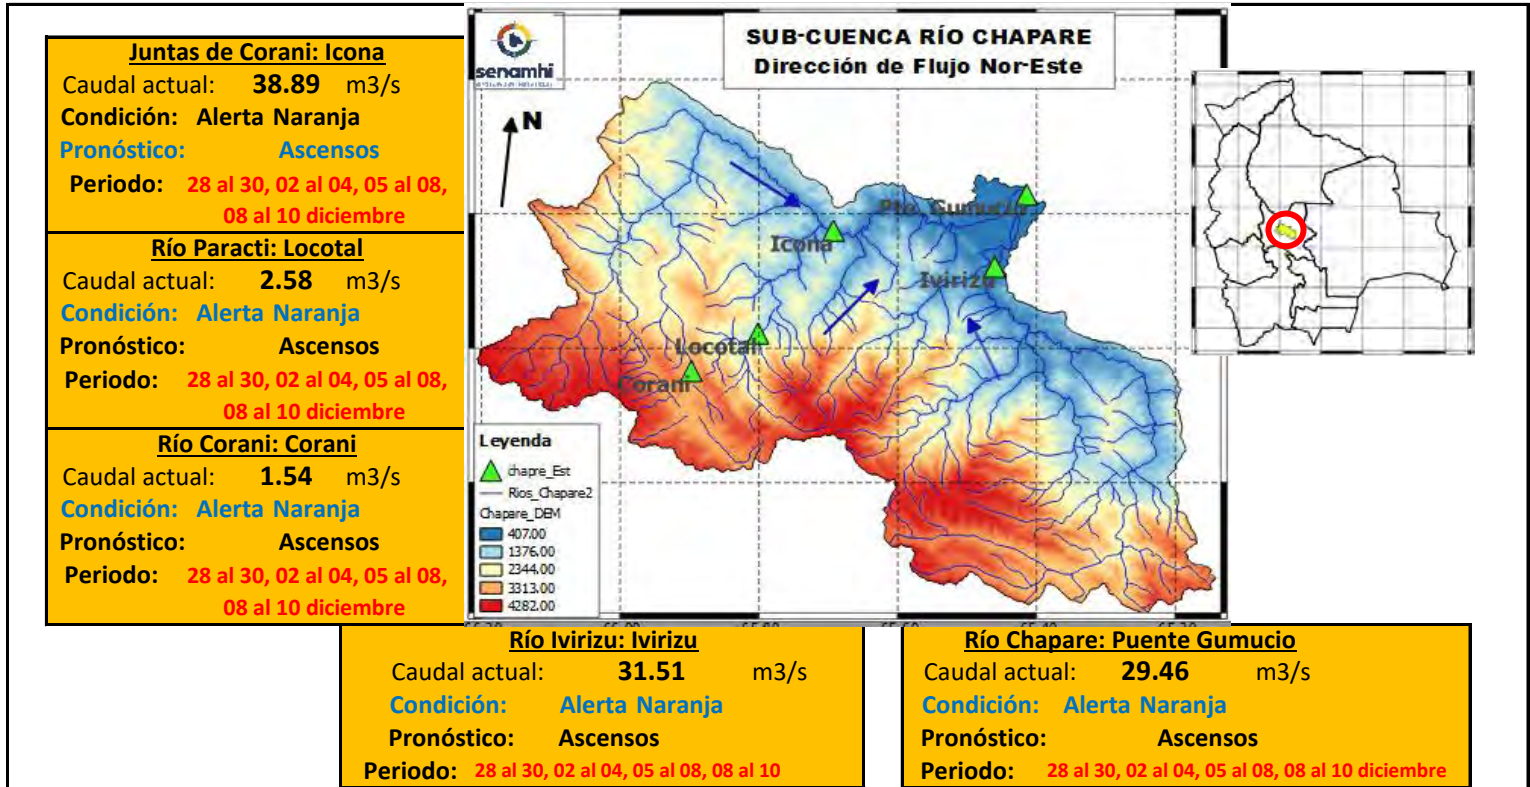 Juntas de Corani: Icona
Caudal actual: 38.89 m3/s
Condición: Alerta Naranja
Pronóstico: Ascensos
Periodo: 28 al 30, 02 al 04, 05 al 08,
08 al 10 diciembre
Río Paracti: Locotal
Caudal actual: 2.58 m3/s
Condición: Alerta Naranja
Pronóstico: Ascensos
Periodo: 28 al 30, 02 al 04, 05 al 08,
08 al 10 diciembre
Río Corani: Corani
Caudal actual: 1.54 m3/s
Condición: Alerta Naranja
Pronóstico: Ascensos
Periodo: 28 al 30, 02 al 04, 05 al 08,
08 al 10 diciembre
senamhi
SUB-CUENCA RÍO CHAPARE
Dirección de Flujo Nor-Este
N
Pto. Gumucio
Icona
Ivirizu
Locotal
Corani
Leyenda
chapre_Est
Rios_Chapare2
Chapare_DEM
407.00
1376.00
2344.00
3313.00
4282.00
Río Ivirizu: Ivirizu
Caudal actual: 31.51 m3/s
Condición: Alerta Naranja
Pronóstico: Ascensos
Periodo: 28 al 30, 02 al 04, 05 al 08, 08 al 10
Río Chapare: Puente Gumucio
Caudal actual: 29.46 m3/s
Condición: Alerta Naranja
Pronóstico: Ascensos
Periodo: 28 al 30, 02 al 04, 05 al 08, 08 al 10 diciembre